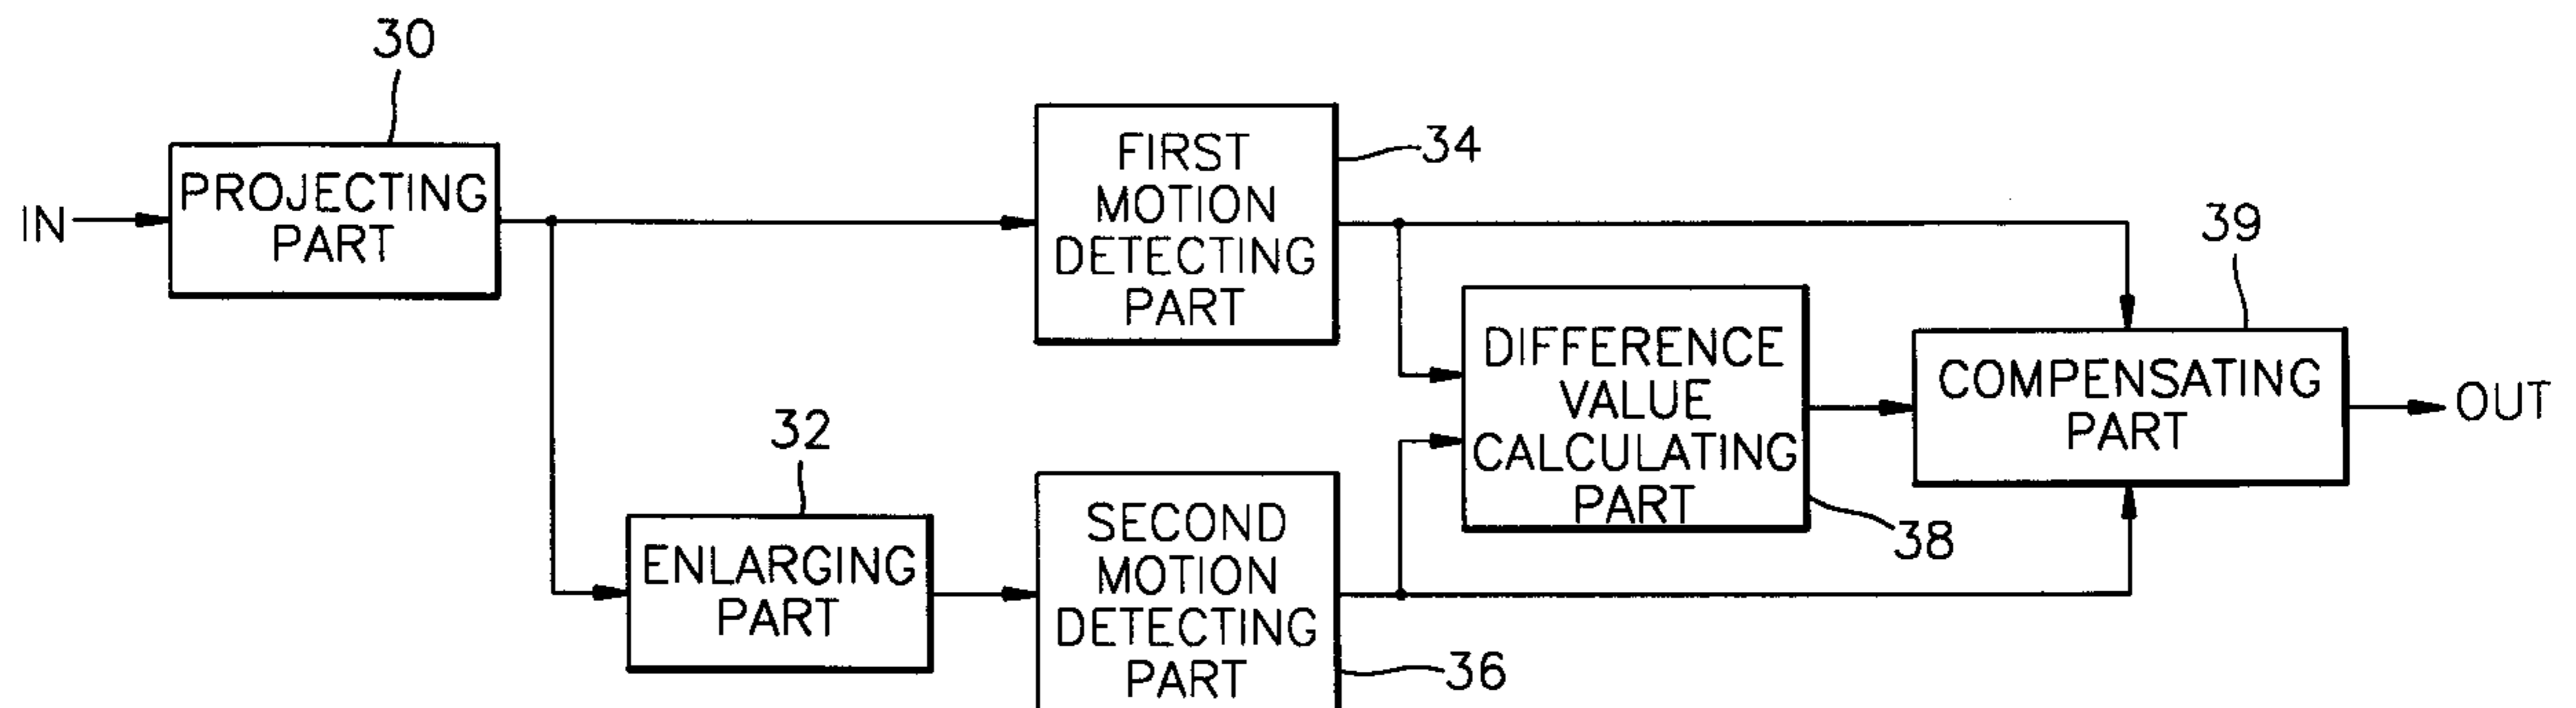 30
IN
PROJECTING
PART
FIRST
MOTION
DETECTING
PART
34
32
ENLARGING
PART
SECOND
MOTION
DETECTING
PART
36
DIFFERENCE
VALUE
CALCULATING
PART
38
39
COMPENSATING
PART
OUT